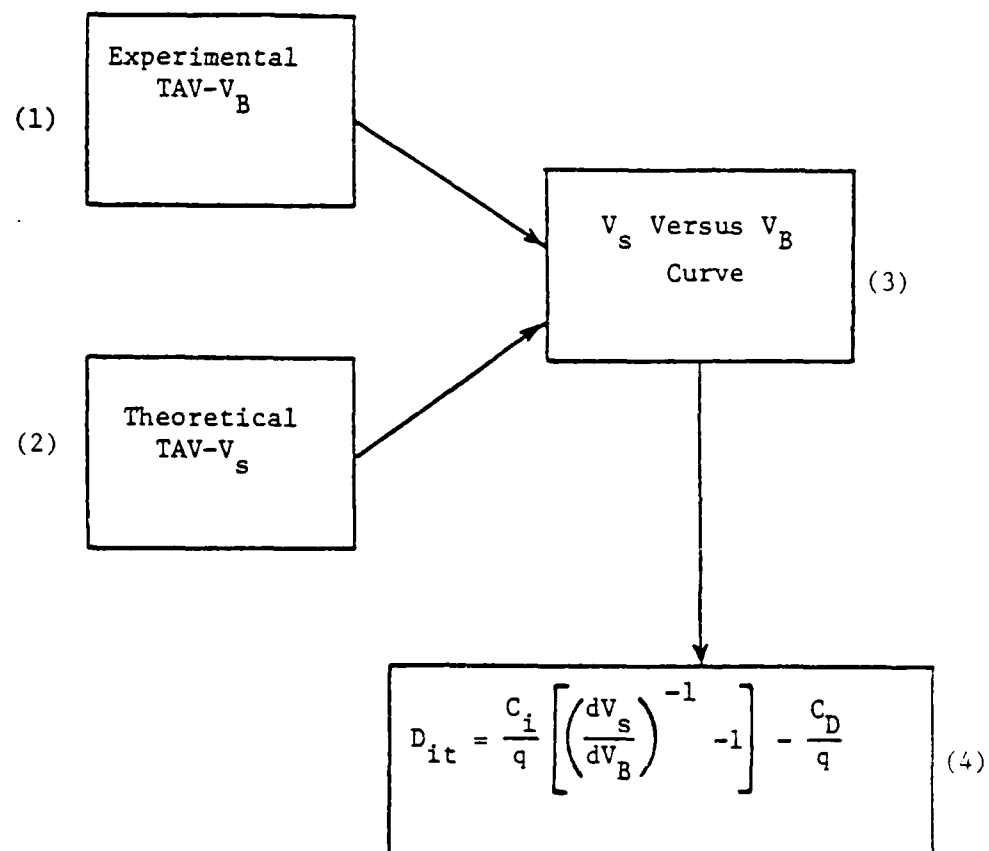 Experimental
TAV-V_B
(1)
V_s Versus V_B
Curve
(3)
Theoretical
TAV-V_s
(2)
D_it = C_i/q [(dV_s/dV_B)^-1 -1] - C_D/q
(4)